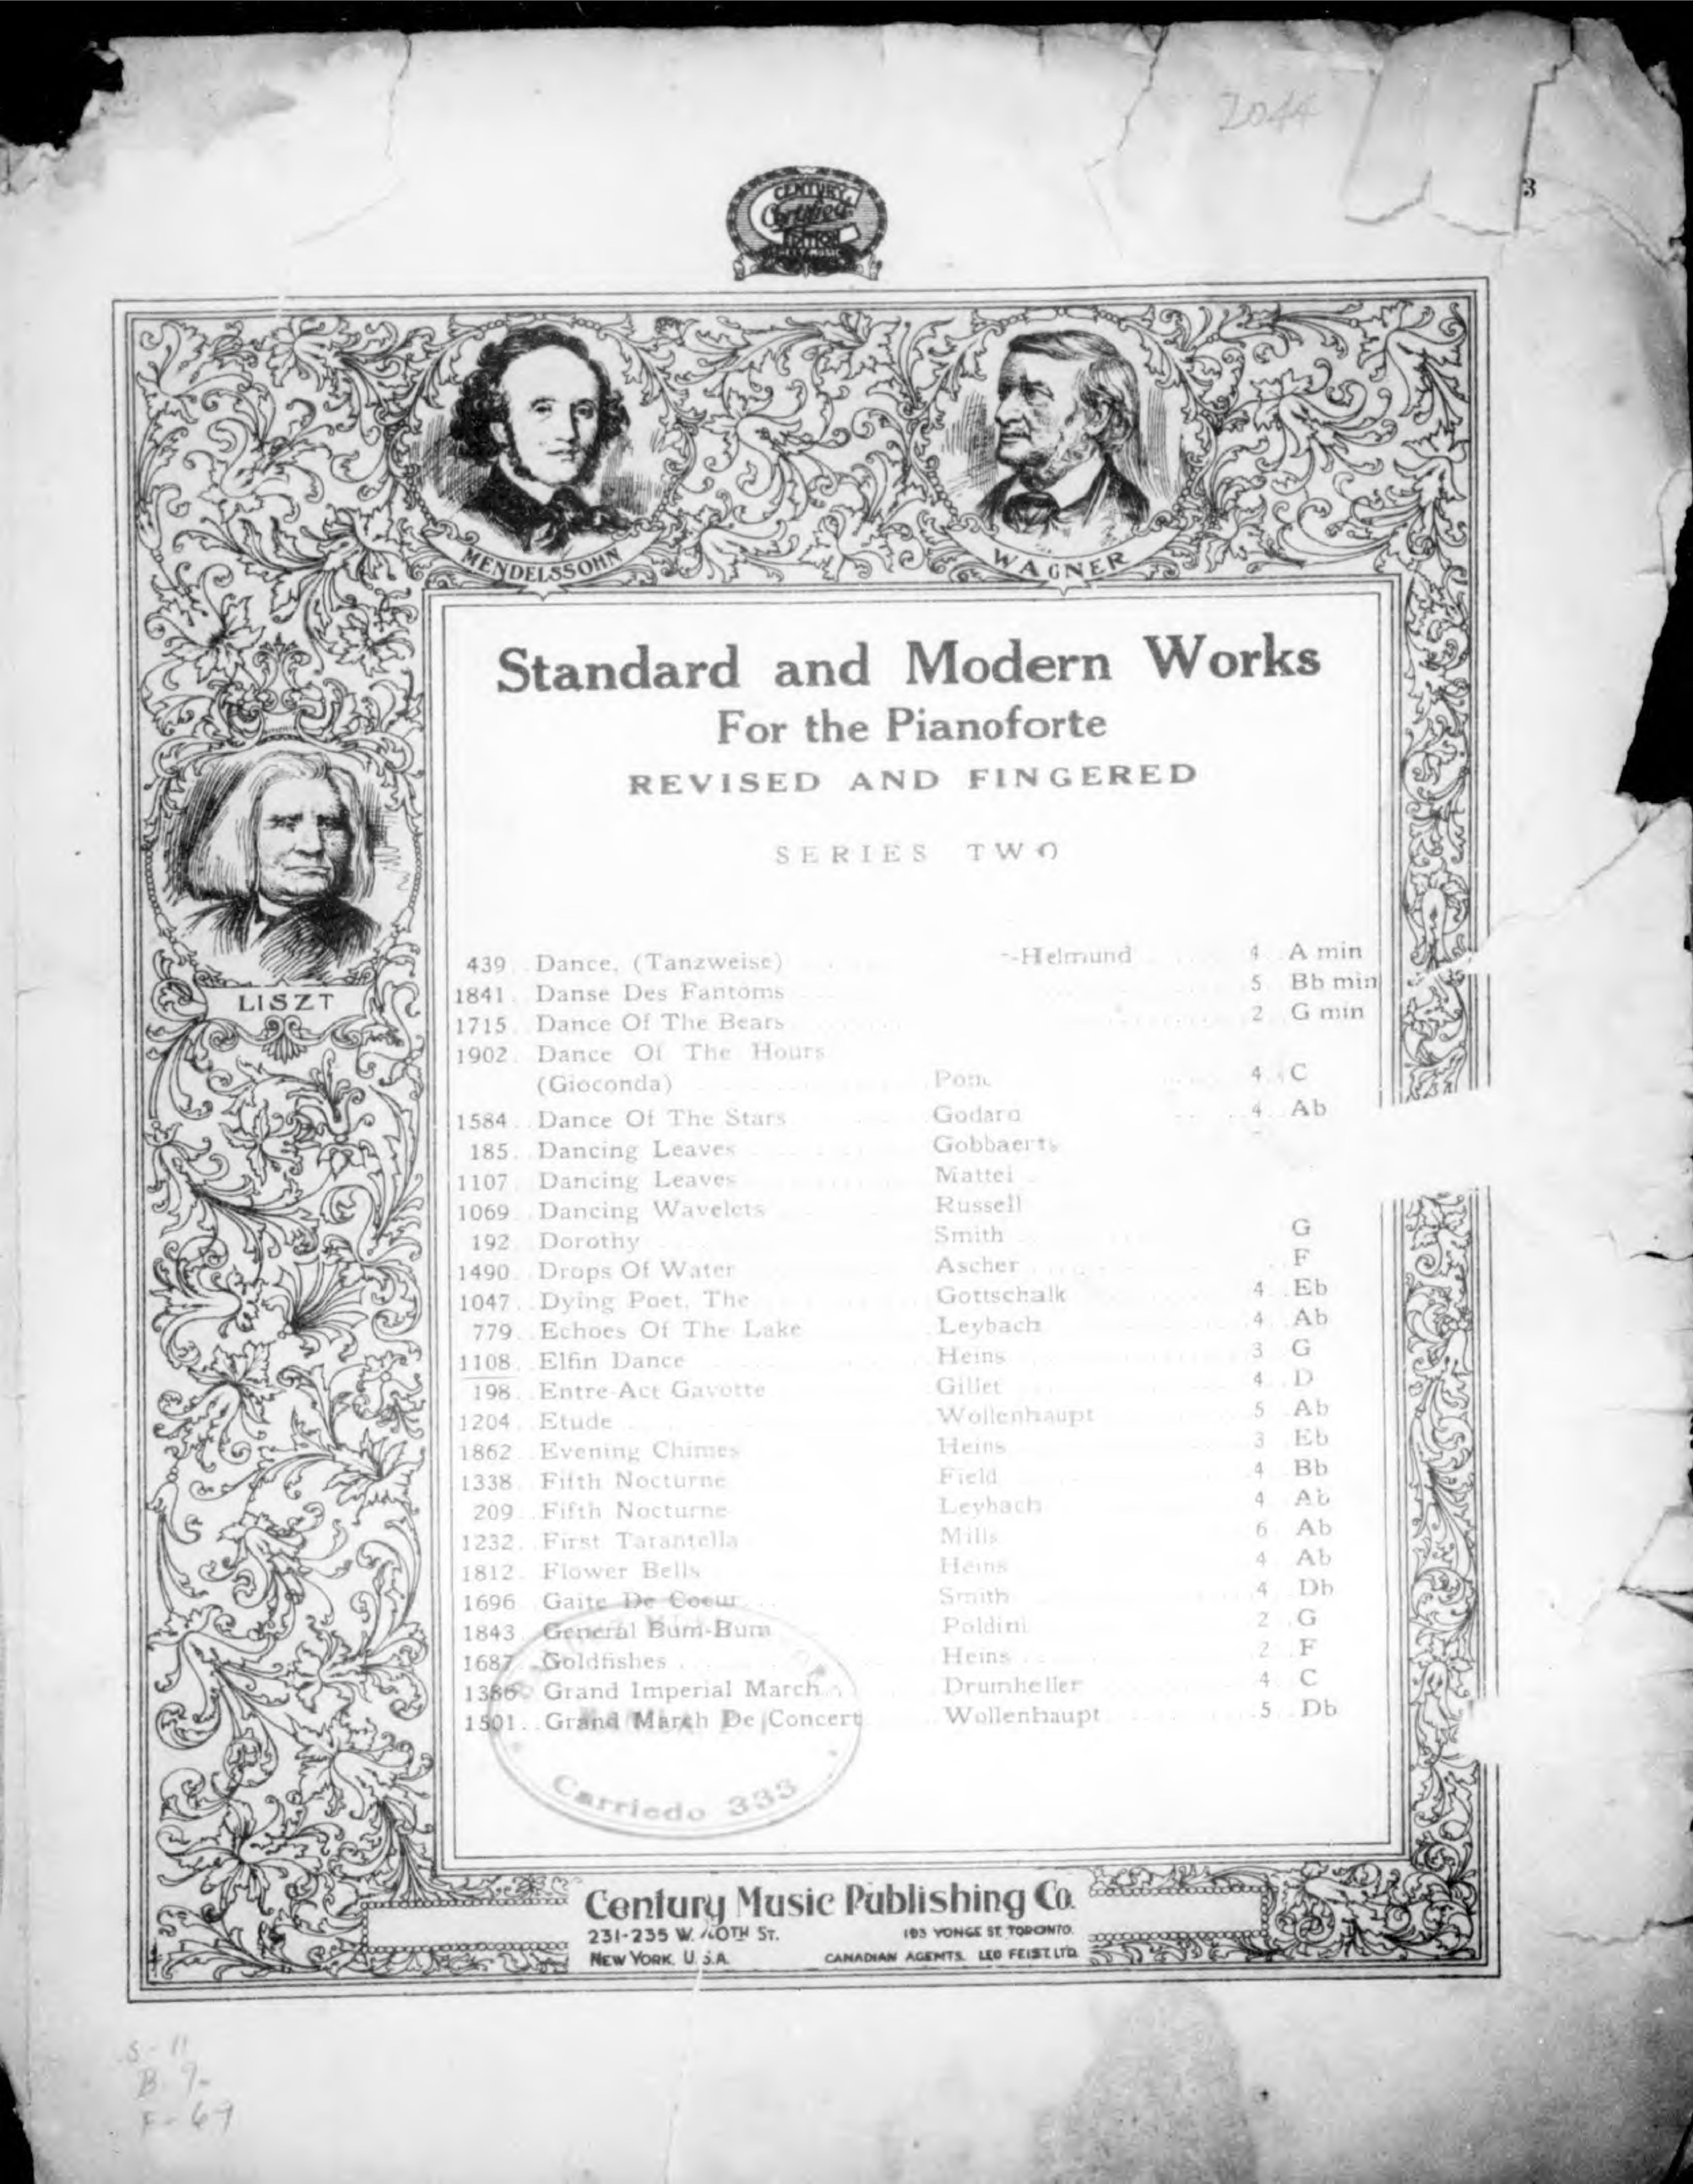 2044
3
CENTURY
Certified
EDITION
MENDELSSOHN
WAGNER
LISZT
Standard and Modern Works
For the Pianoforte
REVISED AND FINGERED
SERIES TWO
439 Dance, (Tanzweise) -Helmund 4 A min
1841 Danse Des Fantoms 5 Bb min
1715 Dance Of The Bears 2 G min
1902 Dance Of The Hours
(Gioconda) 4 C
1584 Dance Of The Stars Godard 4 Ab
185 Dancing Leaves Gobbaerts
1107 Dancing Leaves Mattei
1069 Dancing Wavelets Russell
192 Dorothy Smith G
1490 Drops Of Water Ascher F
1047 Dying Poet, The Gottschalk 4 Eb
779 Echoes Of The Lake Leybach 4 Ab
1108 Elfin Dance Heins 3 G
198 Entre-Act Gavotte Gillet 4 D
1204 Etude Wollenhaupt 5 Ab
1862 Evening Chimes Heins 3 Eb
1338 Fifth Nocturne Field 4 Bb
209 Fifth Nocturne Leybach 4 Ab
1232 First Tarantella Mills 6 Ab
1812 Flower Bells Heins 4 Ab
1696 Gaite De Coeur Smith 4 Db
1843 General Bum-Bum Poldini 2 G
1687 Goldfishes Heins 2 F
1386 Grand Imperial March Drumheller 4 C
1501 Grand March De Concert Wollenhaupt 5 Db
Carriedo 333
Century Music Publishing Co.
231-235 W. 40TH ST. 193 YONGE ST. TORONTO.
NEW YORK, U.S.A. CANADIAN AGENTS. LEO FEIST. LTD.
S-11
B 9-
F-67